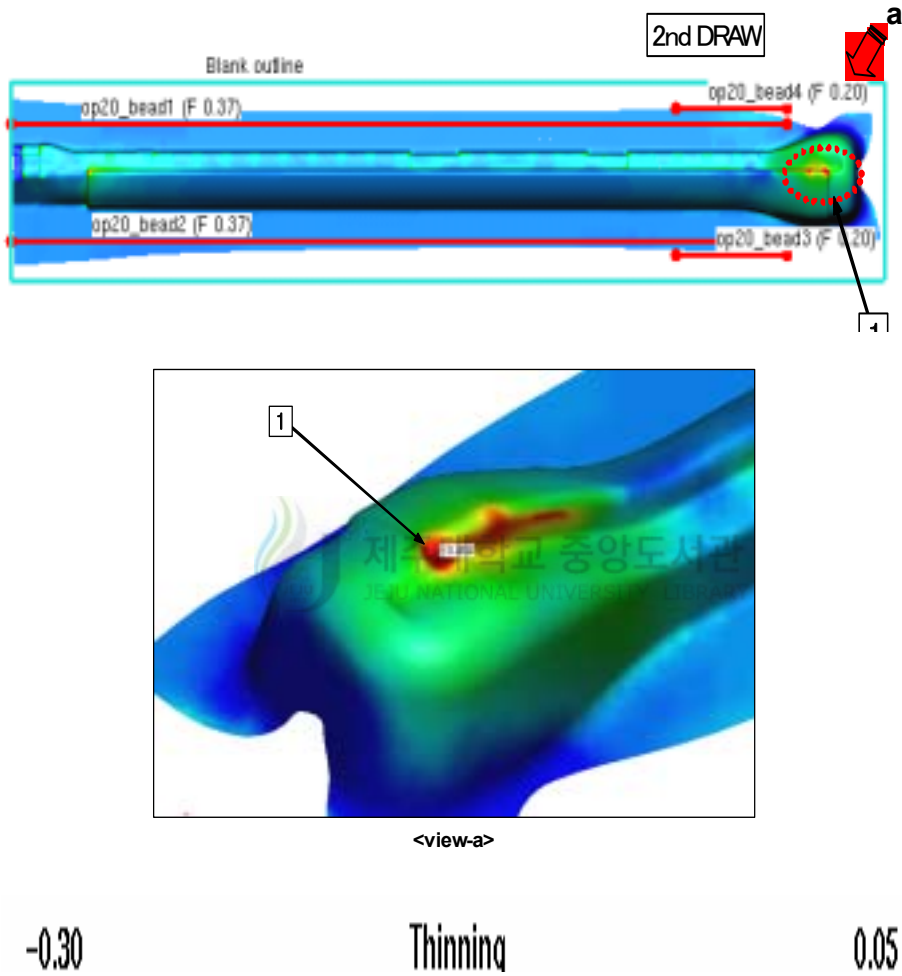 a
2nd DRAW
Blank outline
op20_bead1 (F 0.37)
op20_bead4 (F 0.20)
op20_bead2 (F 0.37)
op20_bead3 (F 0.20)
1
1
제주대학교 중앙도서관
JEJU NATIONAL UNIVERSITY LIBRARY
<view-a>
-0.30 Thinning 0.05